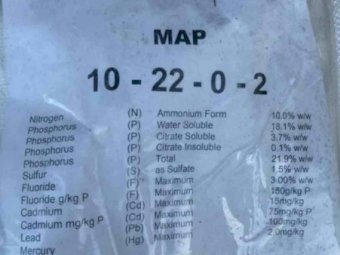 MAP
10 - 22 - 0 - 2
Nitrogen (N) Ammonium Form 10.0% w/w
Phosphorus (P) Water Soluble 18.1% w/w
Phosphorus (P) Citrate Soluble 3.7% w/w
Phosphorus (P) Citrate Insoluble 0.1% w/w
Phosphorus (P) Total 21.9% w/w
Sulfur (S) as Sulfate 1.5% w/w
Fluoride (F) Maximum 3.00% w/w
Fluoride g/kg P (F) Maximum 150g/kg P
Cadmium (Cd) Maximum 15mg/kg
Cadmium mg/kg P (Cd) Maximum 75mg/kg P
Lead (Pb) Maximum 100mg/kg
Mercury (Hg) Maximum 2.0mg/kg